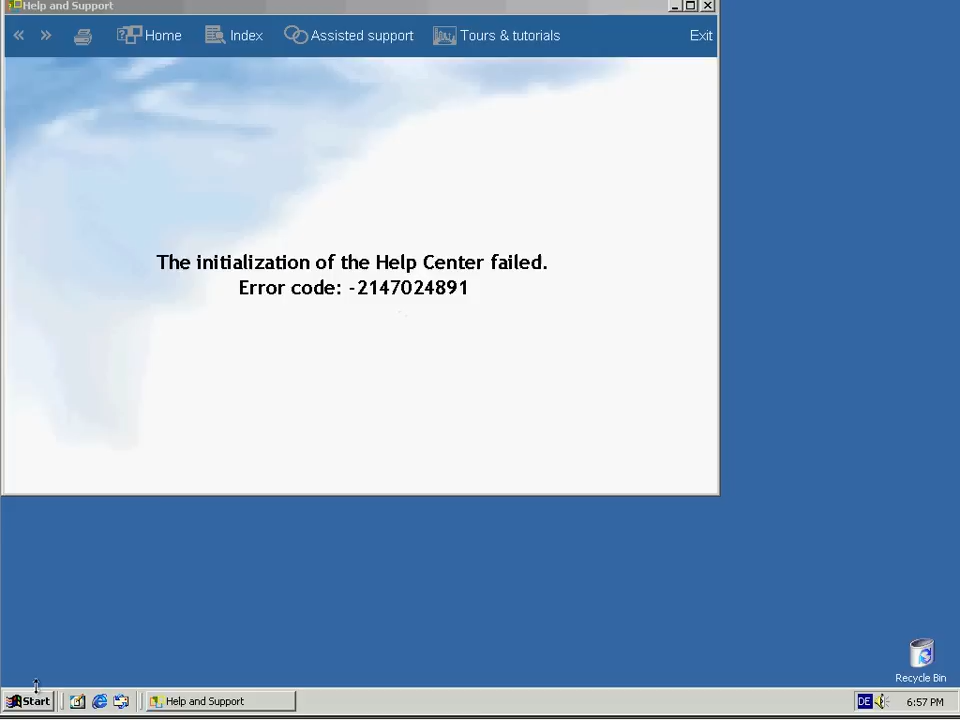 Help and Support
Home Index Assisted support Tours & tutorials Exit
The initialization of the Help Center failed.
Error code: -2147024891
Recycle Bin
Start Help and Support DE 6:57 PM